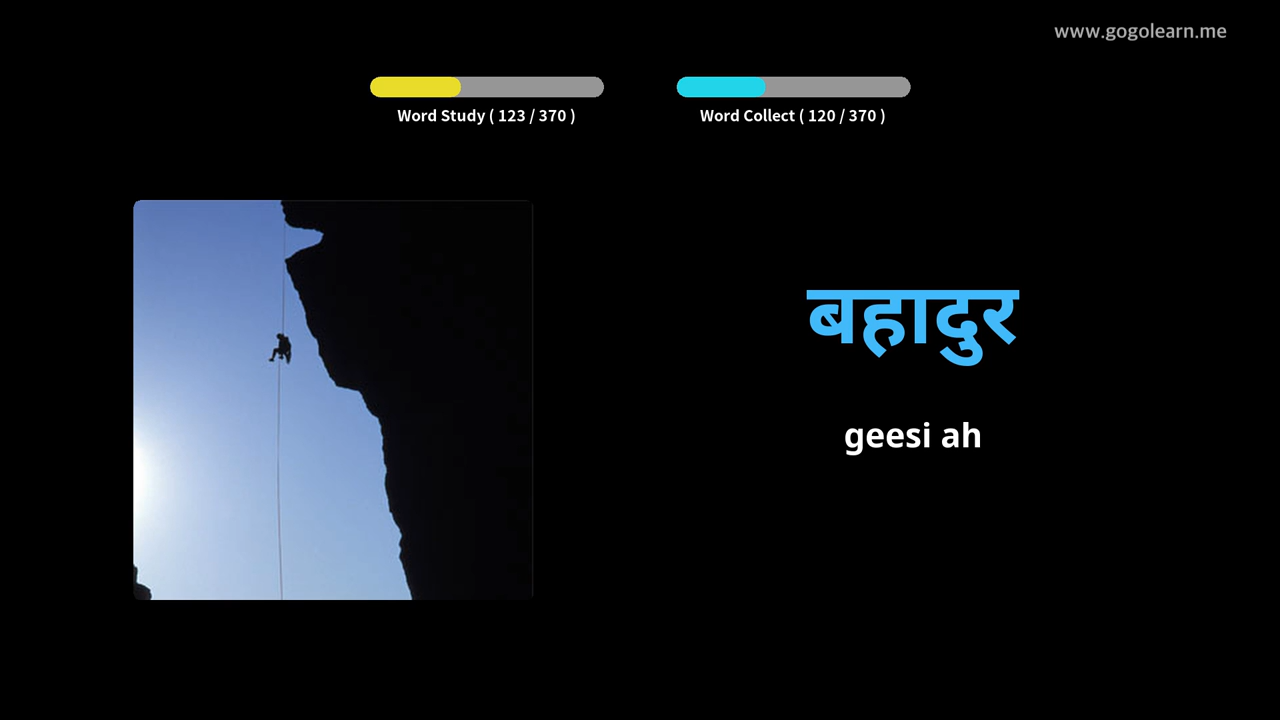 www.gogolearn.me
Word Study ( 123 / 370 )
Word Collect ( 120 / 370 )
बहादुर
geesi ah